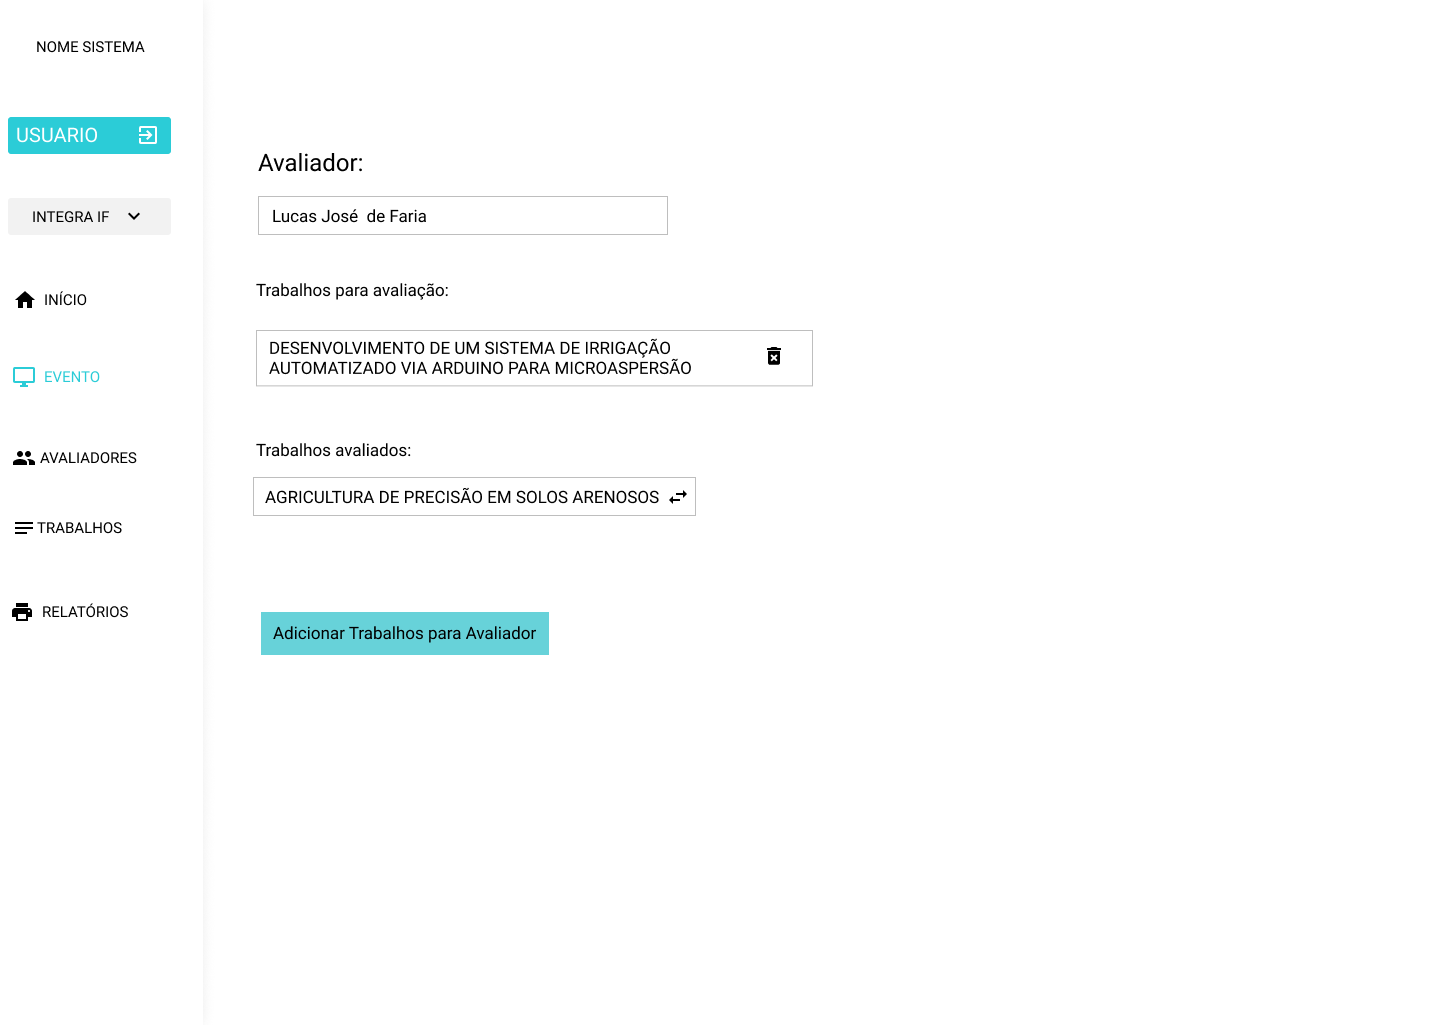 NOME SISTEMA
USUARIO
INTEGRA IF
INÍCIO
EVENTO
AVALIADORES
TRABALHOS
RELATÓRIOS
Avaliador:
Lucas José  de Faria
Trabalhos para avaliação:
DESENVOLVIMENTO DE UM SISTEMA DE IRRIGAÇÃO
AUTOMATIZADO VIA ARDUINO PARA MICROASPERSÃO
Trabalhos avaliados:
AGRICULTURA DE PRECISÃO EM SOLOS ARENOSOS
Adicionar Trabalhos para Avaliador